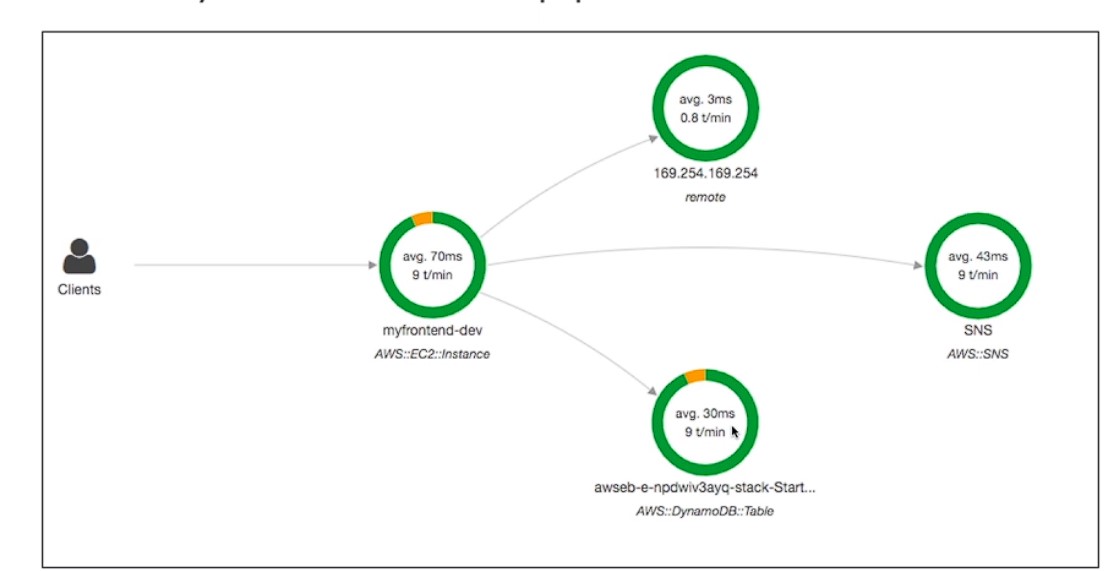 avg. 3ms
0.8 t/min
169.254.169.254
remote
Clients
avg. 70ms
9 t/min
myfrontend-dev
AWS::EC2::Instance
avg. 43ms
9 t/min
SNS
AWS::SNS
avg. 30ms
9 t/min
awseb-e-npdwiv3ayq-stack-Start...
AWS::DynamoDB::Table